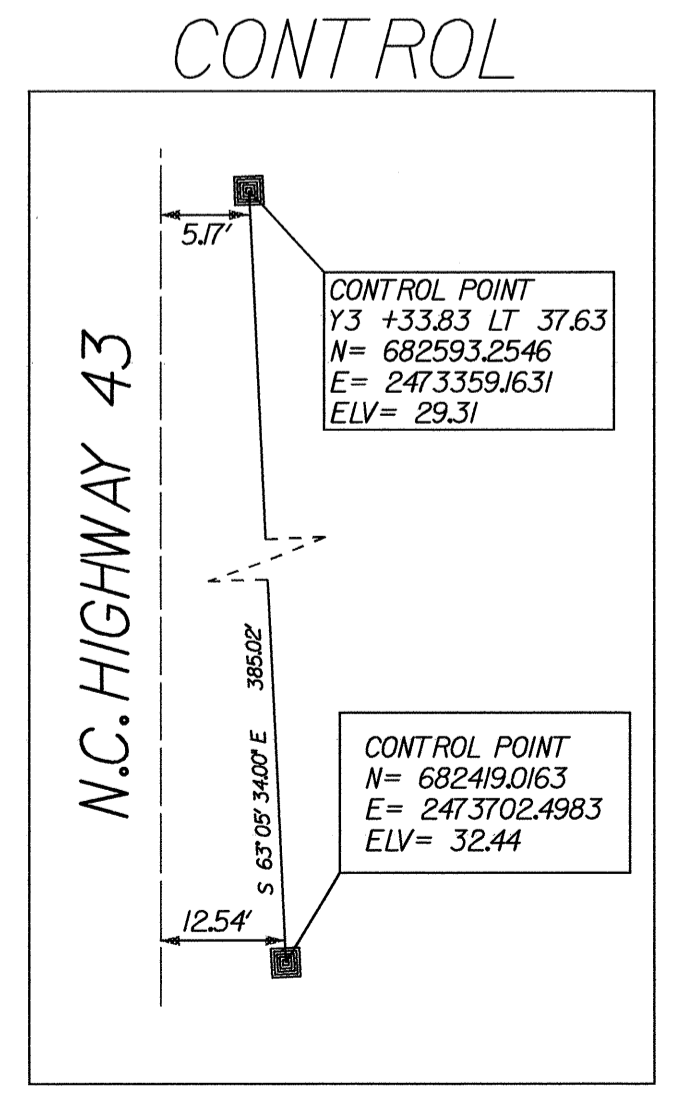 CONTROL
5.17'
CONTROL POINT
Y3 +33.83 LT 37.63
N= 682593.2546
E= 2473359.1631
ELV= 29.31
N.C. HIGHWAY 43
S 63° 05' 34.00" E 385.02'
CONTROL POINT
N= 682419.0163
E= 2473702.4983
ELV= 32.44
12.54'